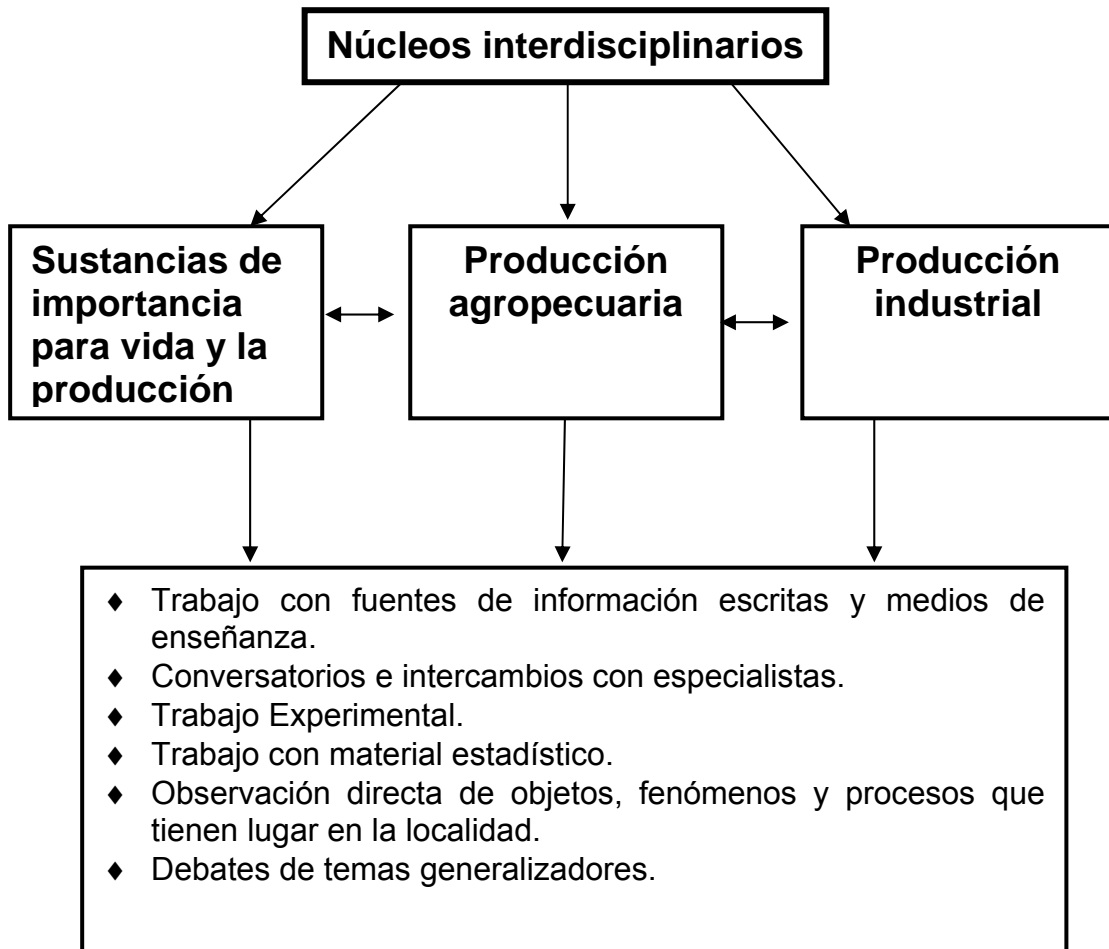 Núcleos interdisciplinarios
Sustancias de
importancia
para vida y la
producción
Producción
agropecuaria
Producción
industrial
♦ Trabajo con fuentes de información escritas y medios de
enseñanza.
♦ Conversatorios e intercambios con especialistas.
♦ Trabajo Experimental.
♦ Trabajo con material estadístico.
♦ Observación directa de objetos, fenómenos y procesos que
tienen lugar en la localidad.
♦ Debates de temas generalizadores.